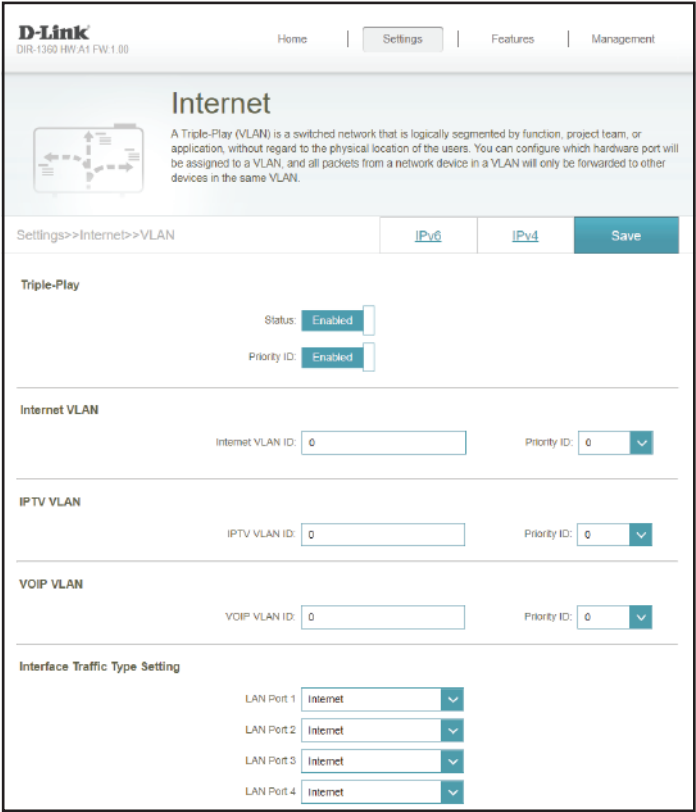 D-Link
DIR-1360 HW:A1 FW:1.00
Home | Settings | Features | Management
Internet
A Triple-Play (VLAN) is a switched network that is logically segmented by function, project team, or
application, without regard to the physical location of the users. You can configure which hardware port will
be assigned to a VLAN, and all packets from a network device in a VLAN will only be forwarded to other
devices in the same VLAN.
Settings>>Internet>>VLAN IPv6 IPv4 Save
Triple-Play
Status: Enabled
Priority ID: Enabled
Internet VLAN
Internet VLAN ID: 0 Priority ID: 0
IPTV VLAN
IPTV VLAN ID: 0 Priority ID: 0
VOIP VLAN
VOIP VLAN ID: 0 Priority ID: 0
Interface Traffic Type Setting
LAN Port 1 Internet
LAN Port 2 Internet
LAN Port 3 Internet
LAN Port 4 Internet